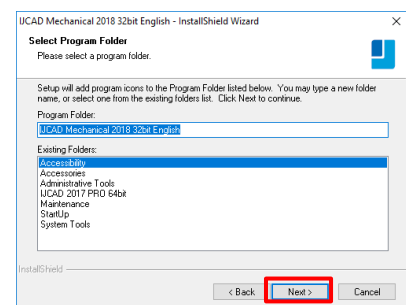 IJCAD Mechanical 2018 32bit English - InstallShield Wizard
Select Program Folder
Please select a program folder.
Setup will add program icons to the Program Folder listed below. You may type a new folder
name, or select one from the existing folders list. Click Next to continue.
Program Folder:
IJCAD Mechanical 2018 32bit English
Existing Folders:
Accessibility
Accessories
Administrative Tools
IJCAD 2017 PRO 64bit
Maintenance
StartUp
System Tools
InstallShield
< Back Next > Cancel